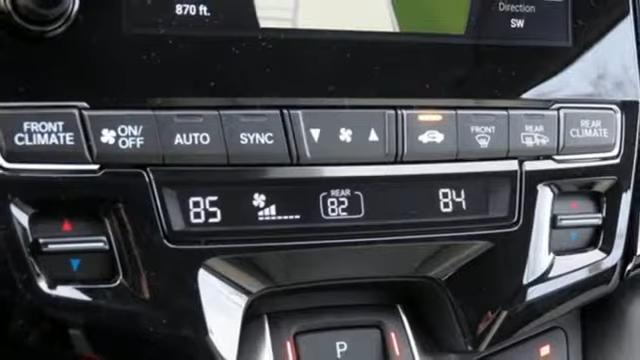 870 ft.
Direction
SW
FRONT CLIMATE
ON/OFF
AUTO
SYNC
FRONT
REAR
REAR CLIMATE
85
REAR
82
84
P